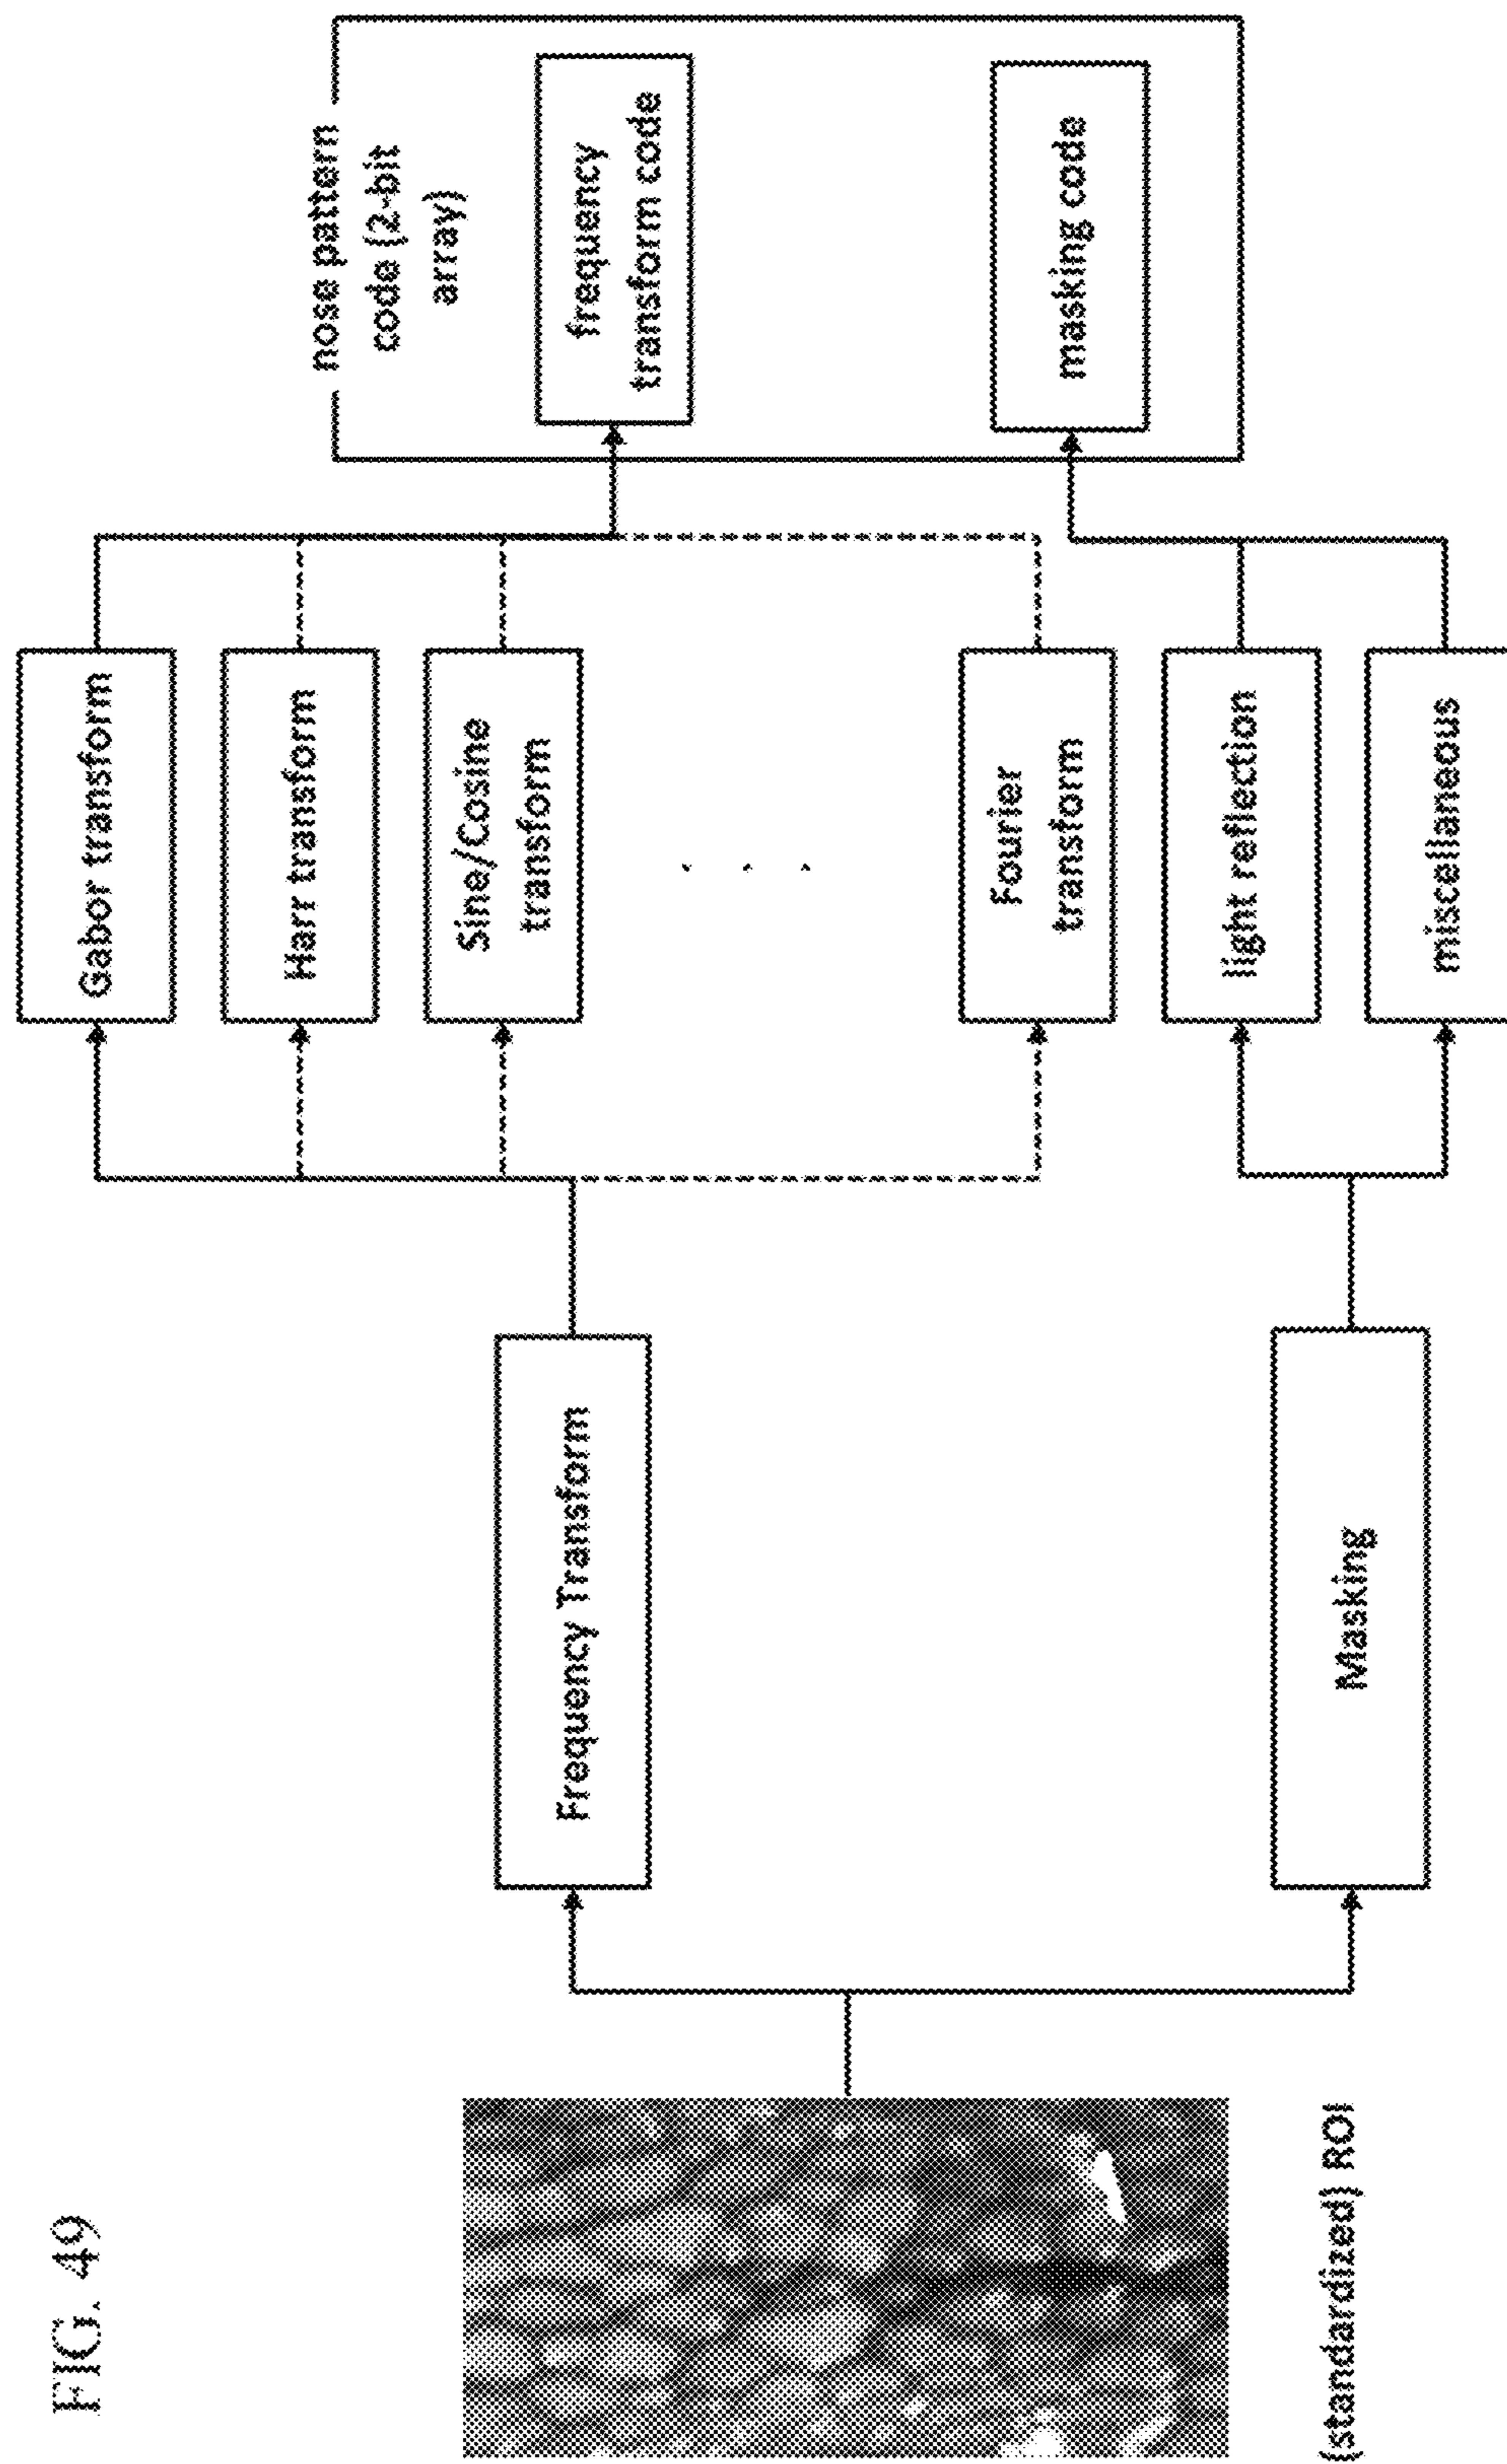 FIG. 49
(standardized) ROI
Frequency Transform
Masking
Gabor transform
Harr transform
Sine/Cosine
transform
. . .
Fourier
transform
light reflection
miscellaneous
nose pattern
code (2-bit
array)
frequency
transform code
masking code